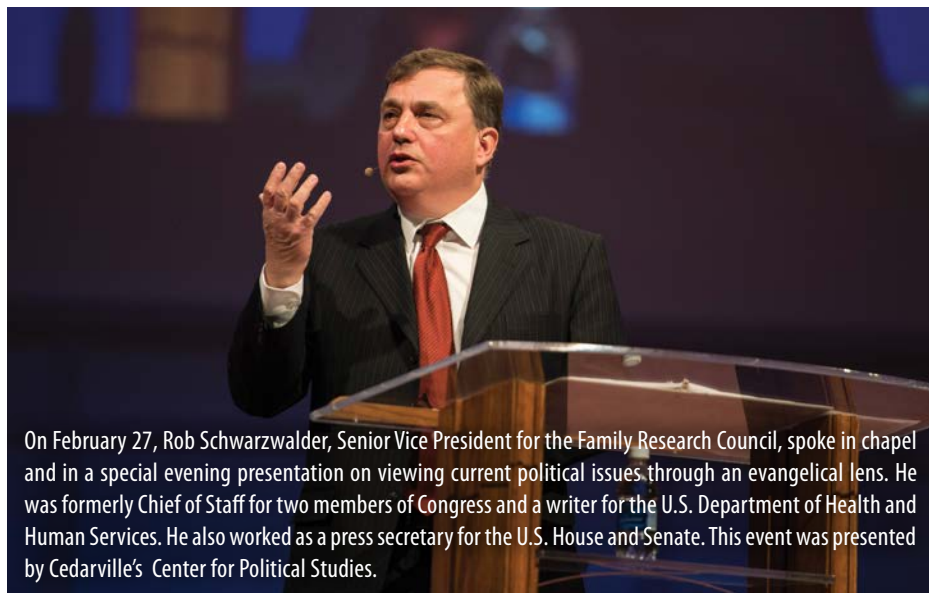 On February 27, Rob Schwarzwalder, Senior Vice President for the Family Research Council, spoke in chapel
and in a special evening presentation on viewing current political issues through an evangelical lens. He
was formerly Chief of Staff for two members of Congress and a writer for the U.S. Department of Health and
Human Services. He also worked as a press secretary for the U.S. House and Senate. This event was presented
by Cedarville's Center for Political Studies.